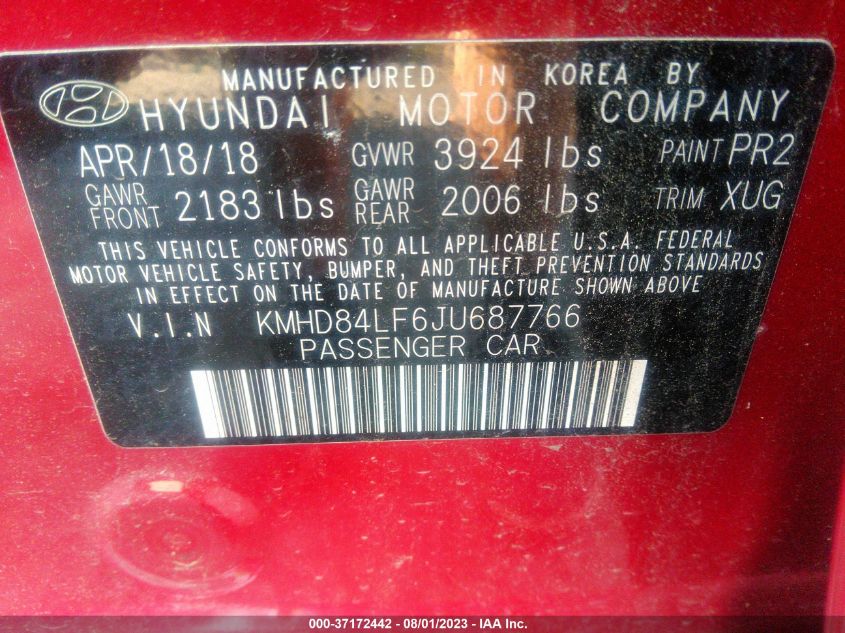 MANUFACTURED IN KOREA BY
HYUNDAI MOTOR COMPANY
APR/18/18 GVWR 3924 lbs PAINT PR2
GAWR FRONT 2183 lbs GAWR REAR 2006 lbs TRIM XUG
THIS VEHICLE CONFORMS TO ALL APPLICABLE U.S.A. FEDERAL
MOTOR VEHICLE SAFETY, BUMPER, AND THEFT PREVENTION STANDARDS
IN EFFECT ON THE DATE OF MANUFACTURE SHOWN ABOVE
V.I.N KMHD84LF6JU687766
PASSENGER CAR
000-37172442 - 08/01/2023 - IAA Inc.